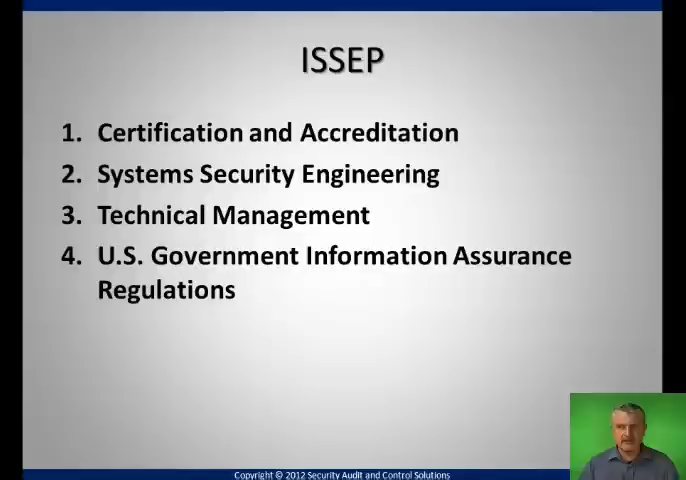 ISSEP
1. Certification and Accreditation
2. Systems Security Engineering
3. Technical Management
4. U.S. Government Information Assurance
Regulations
Copyright © 2012 Security Audit and Control Solutions